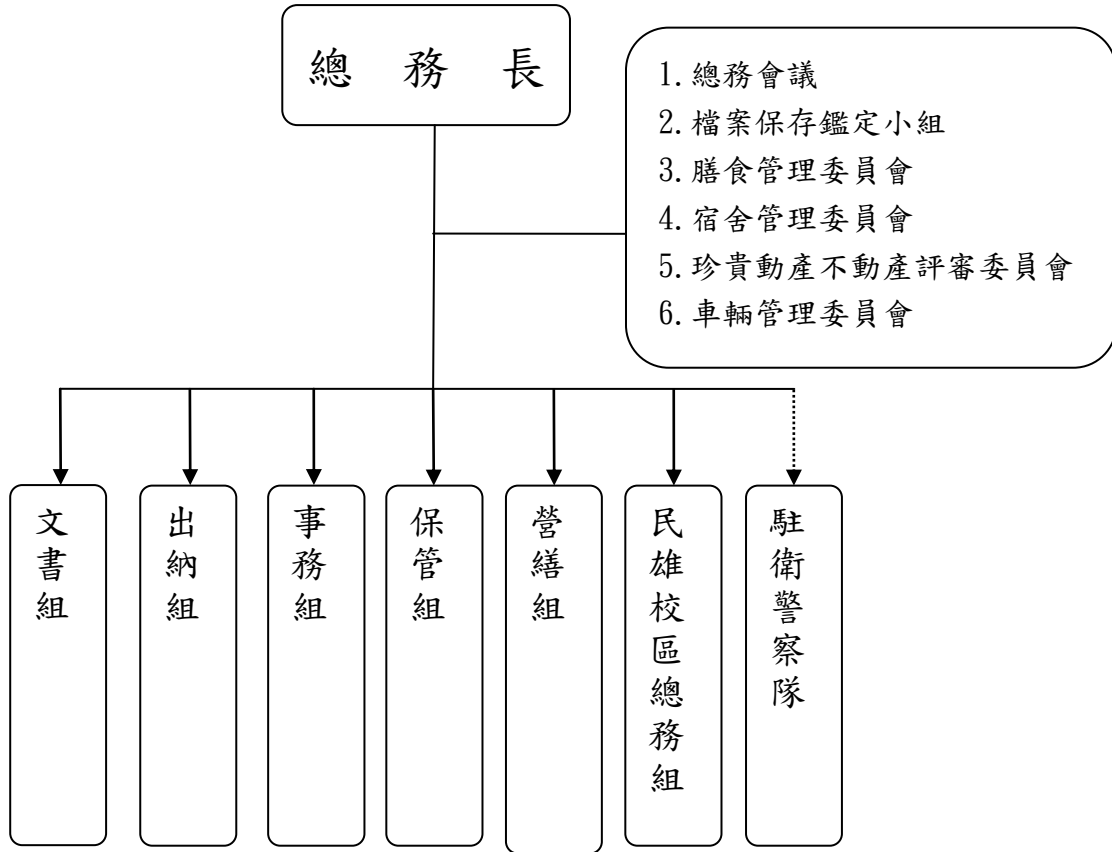 總 務 長
1.總務會議
2.檔案保存鑑定小組
3.膳食管理委員會
4.宿舍管理委員會
5.珍貴動產不動產評審委員會
6.車輛管理委員會
文書組
出納組
事務組
保管組
營繕組
民雄校區總務組
駐衛警察隊